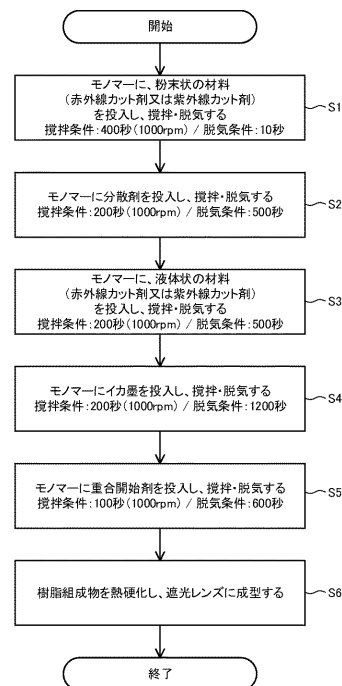 開始
モノマーに、粉末状の材料
(赤外線カット剤又は紫外線カット剤)
を投入し、撹拌・脱気する
撹拌条件:400秒(1000rpm) / 脱気条件:10秒
S1
モノマーに分散剤を投入し、撹拌・脱気する
撹拌条件:200秒(1000rpm) / 脱気条件:500秒
S2
モノマーに、液体状の材料
(赤外線カット剤又は紫外線カット剤)
を投入し、撹拌・脱気する
撹拌条件:200秒(1000rpm) / 脱気条件:500秒
S3
モノマーにイカ墨を投入し、撹拌・脱気する
撹拌条件:200秒(1000rpm) / 脱気条件:1200秒
S4
モノマーに重合開始剤を投入し、撹拌・脱気する
撹拌条件:100秒(1000rpm) / 脱気条件:600秒
S5
樹脂組成物を熱硬化し、遮光レンズに成型する
S6
終了